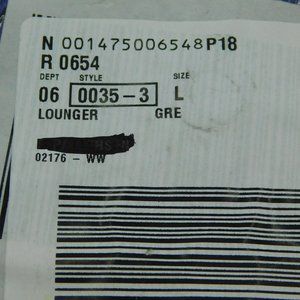 N 001475006548P18
R 0654
DEPT STYLE SIZE
06 0035-3 L
LOUNGER GRE
02176 - WW